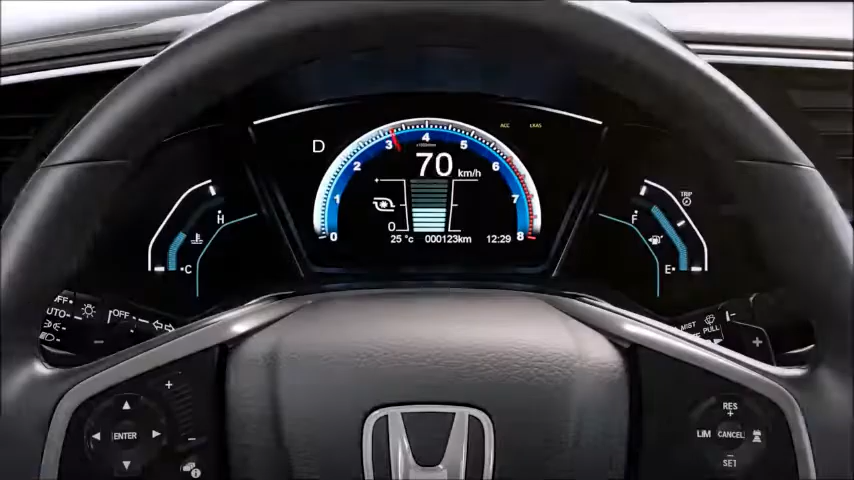 ACC LKAS
D
0 1 2 3 4 5 6 7 8
70 km/h
0
25 °c 000123km 12:29
H
C
TRIP
F
E
OFF
AUTO
OFF
MIST
PULL
+
-
ENTER
i
RES
+
LIM CANCEL
-
SET